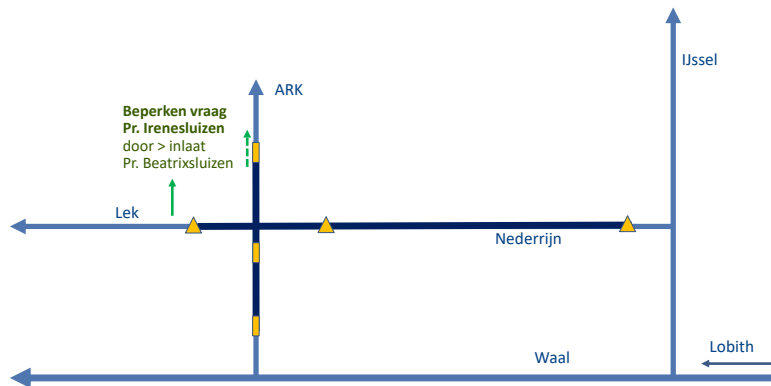 IJssel
ARK
Beperken vraag
Pr. Irenesluizen
door > inlaat
Pr. Beatrixsluizen
Lek
Nederrijn
Lobith
Waal